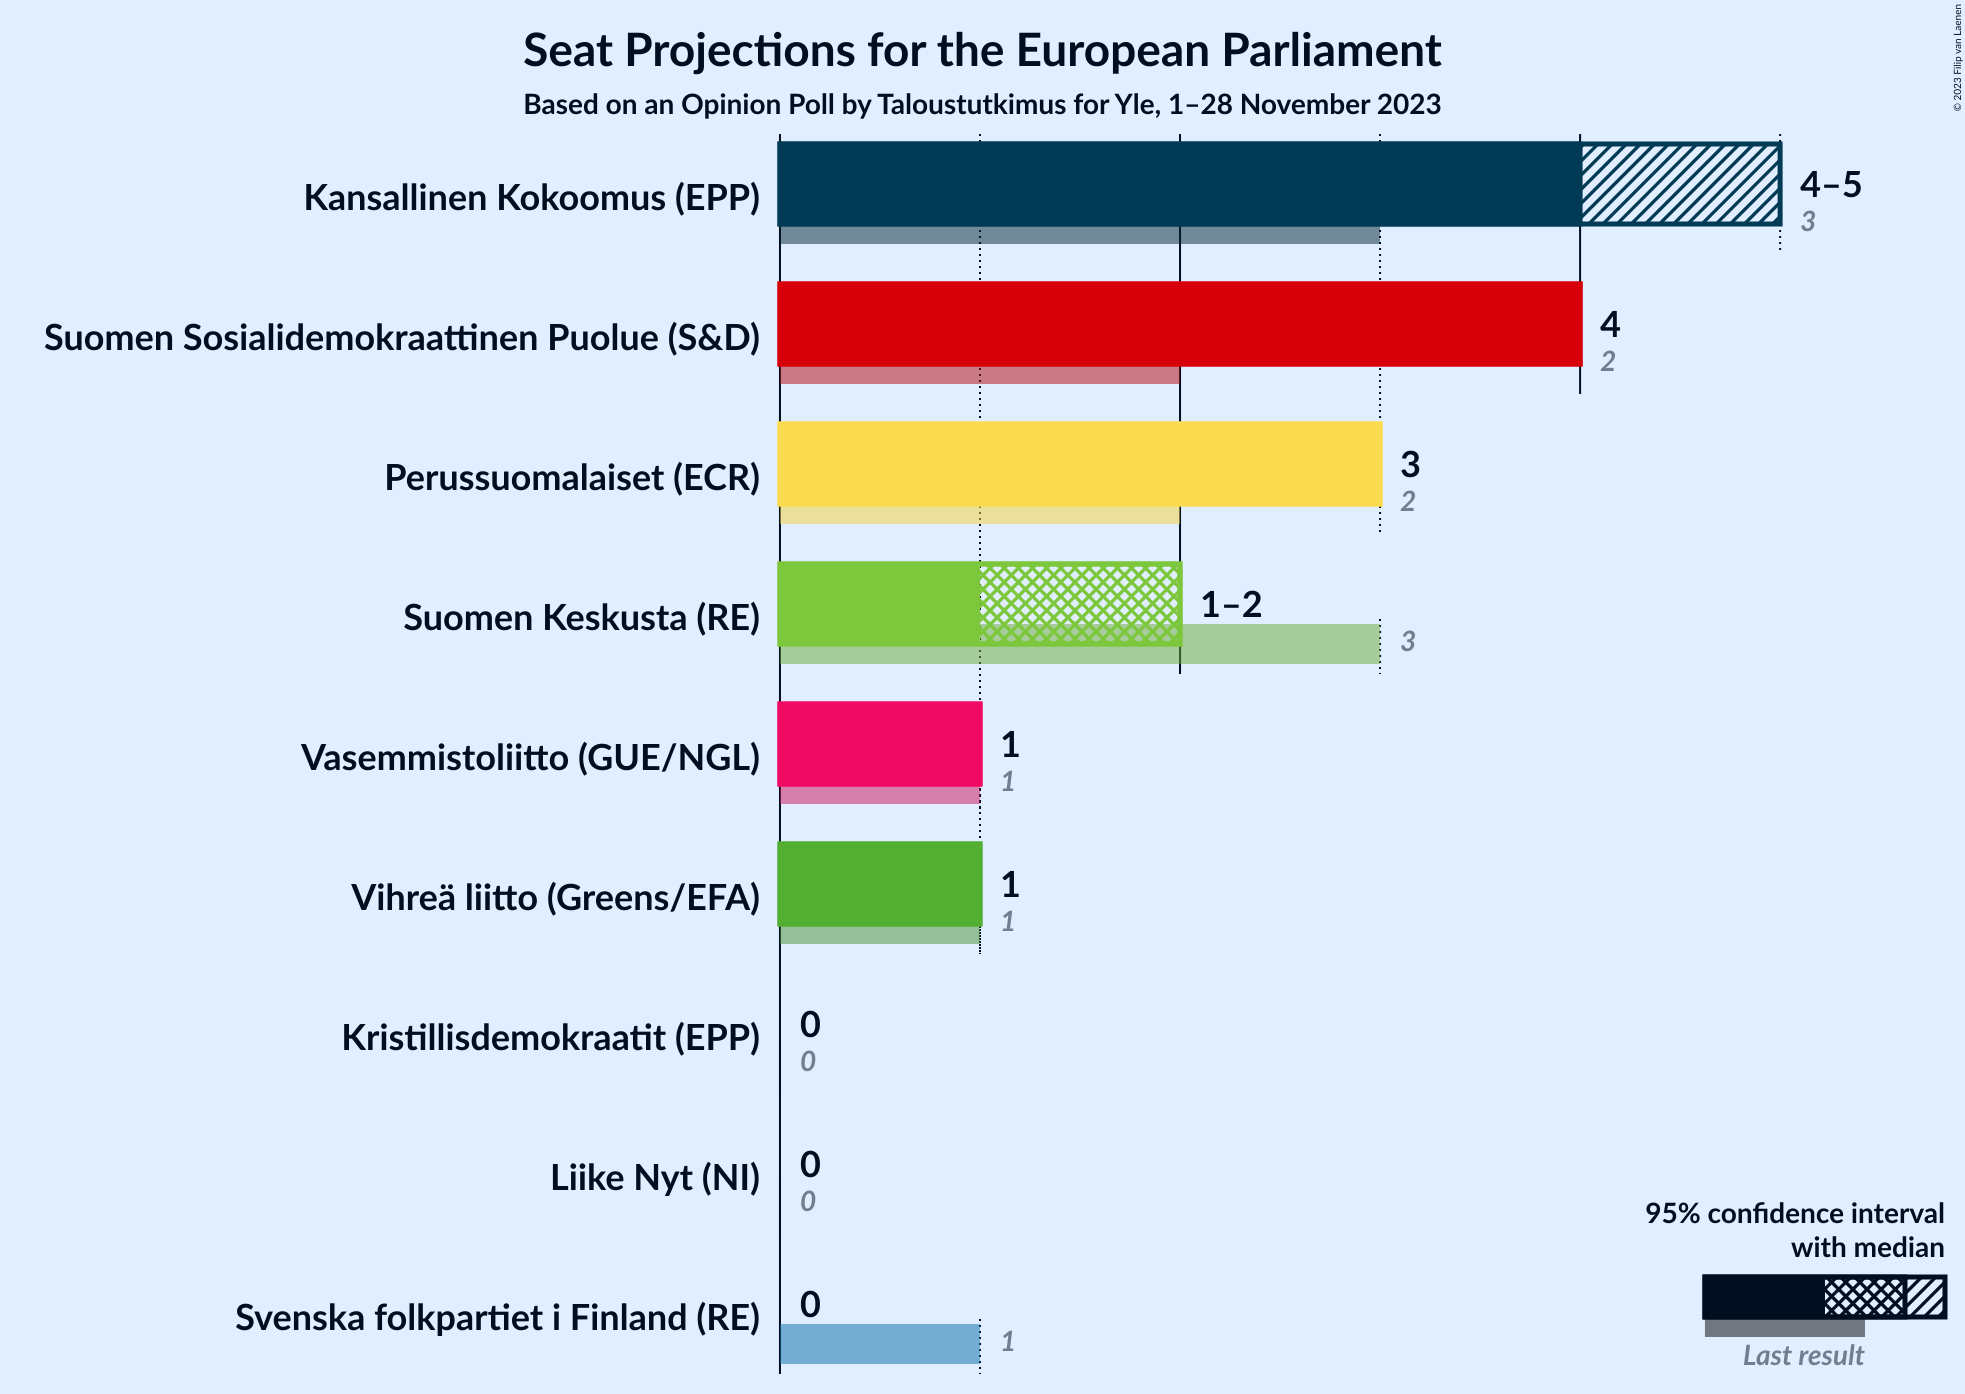 Seat Projections for the European Parliament
Based on an Opinion Poll by Taloustutkimus for Yle, 1–28 November 2023
© 2023 Filip van Laenen
Kansallinen Kokoomus (EPP)
4–5
3
Suomen Sosialidemokraattinen Puolue (S&D)
4
2
Perussuomalaiset (ECR)
3
2
Suomen Keskusta (RE)
1–2
3
Vasemmistoliitto (GUE/NGL)
1
1
Vihreä liitto (Greens/EFA)
1
1
Kristillisdemokraatit (EPP)
0
0
Liike Nyt (NI)
0
0
Svenska folkpartiet i Finland (RE)
0
1
95% confidence interval
with median
Last result